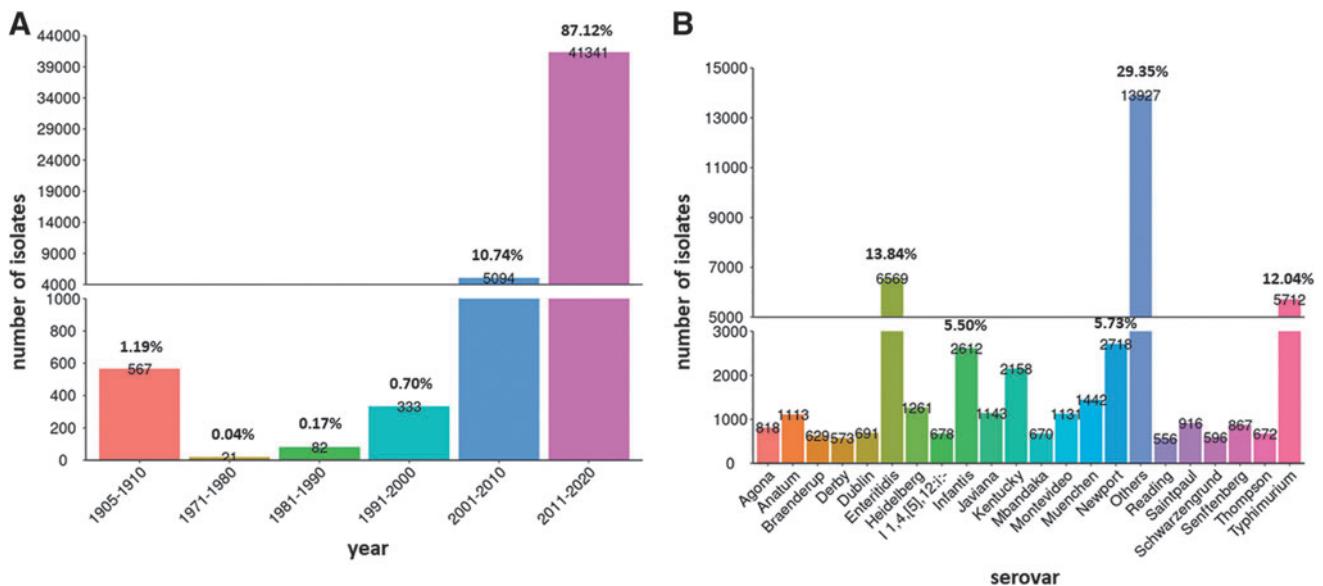 A
number of isolates
44000
39000
34000
29000
24000
19000
14000
9000
4000
1000
800
600
400
200
0
1.19%
567
0.04%
21
0.17%
82
0.70%
333
10.74%
5094
87.12%
41341
1905-1910
1971-1980
1981-1990
1991-2000
2001-2010
2011-2020
year
B
number of isolates
15000
13000
11000
9000
7000
5000
3000
2000
1000
0
818
1113
629
573
691
13.84%
6569
1261
678
5.50%
2612
1143
2158
670
1131
1442
5.73%
2718
29.35%
13927
556
916
596
867
672
12.04%
5712
Agona
Anatum
Braenderup
Derby
Dublin
Enteritidis
Heidelberg
I 1,4,[5],12:i:-
Infantis
Javiana
Kentucky
Mbandaka
Montevideo
Muenchen
Newport
Others
Reading
Saintpaul
Schwarzengrund
Senftenberg
Thompson
Typhimurium
serovar